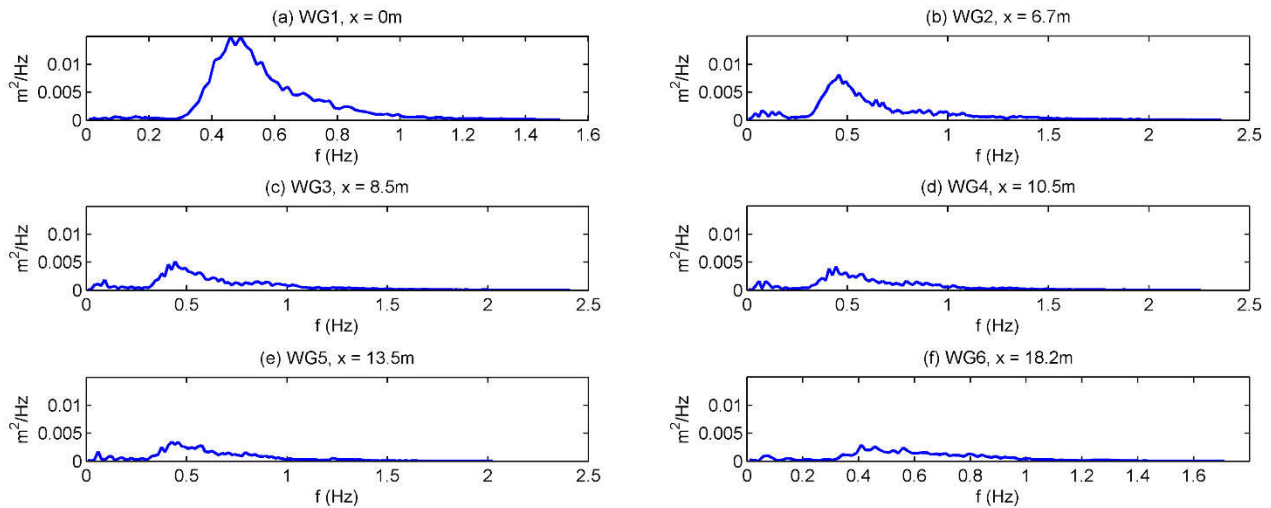 (a) WG1, x = 0m
m²/Hz
0.01
0.005
0
0 0.2 0.4 0.6 0.8 1 1.2 1.4 1.6
f (Hz)
(b) WG2, x = 6.7m
m²/Hz
0.01
0.005
0
0 0.5 1 1.5 2 2.5
f (Hz)
(c) WG3, x = 8.5m
m²/Hz
0.01
0.005
0
0 0.5 1 1.5 2 2.5
f (Hz)
(d) WG4, x = 10.5m
m²/Hz
0.01
0.005
0
0 0.5 1 1.5 2 2.5
f (Hz)
(e) WG5, x = 13.5m
m²/Hz
0.01
0.005
0
0 0.5 1 1.5 2 2.5
f (Hz)
(f) WG6, x = 18.2m
m²/Hz
0.01
0.005
0
0 0.2 0.4 0.6 0.8 1 1.2 1.4 1.6
f (Hz)